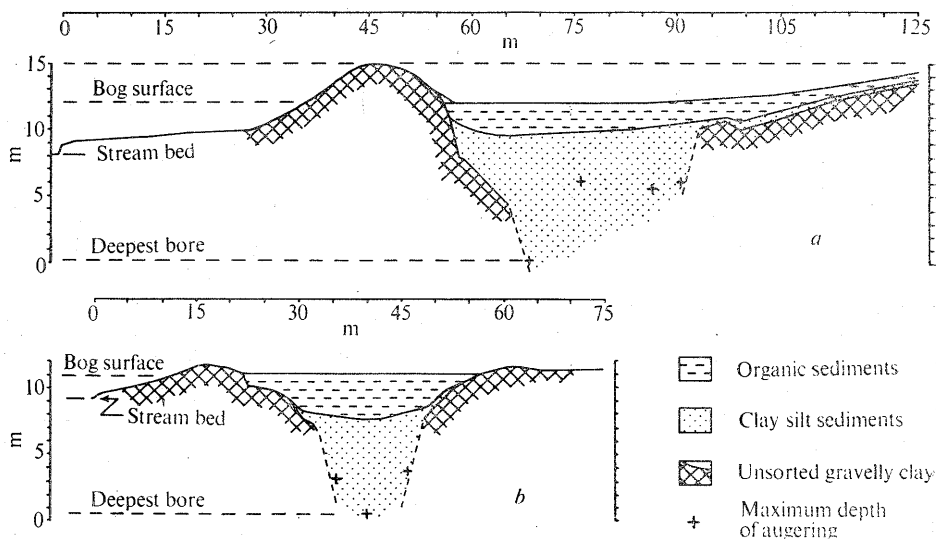 0 15 30 45 60 75 90 105 125
m
15
Bog surface
10
Stream bed
m
5
Deepest bore
0
a
0 15 30 45 60 75
m
Bog surface
10
Stream bed
m
5
Deepest bore
0
b
Organic sediments
Clay silt sediments
Unsorted gravelly clay
Maximum depth
of augering